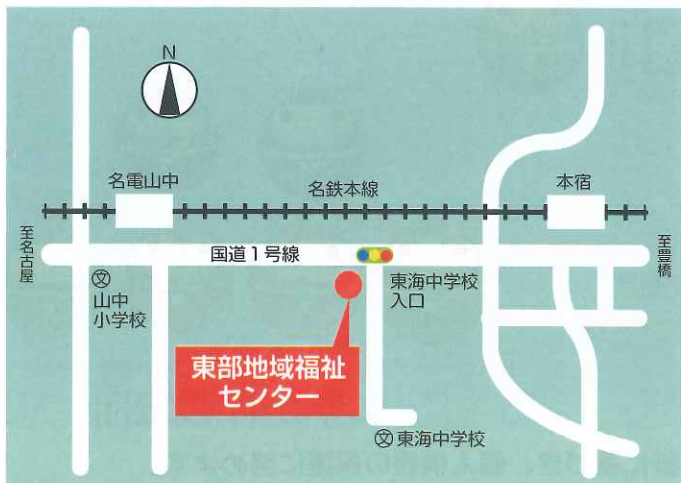 N
名電山中
名鉄本線
本宿
至名古屋
国道1号線
至豊橋
文
山中
小学校
東海中学校
入口
東部地域福祉
センター
文 東海中学校